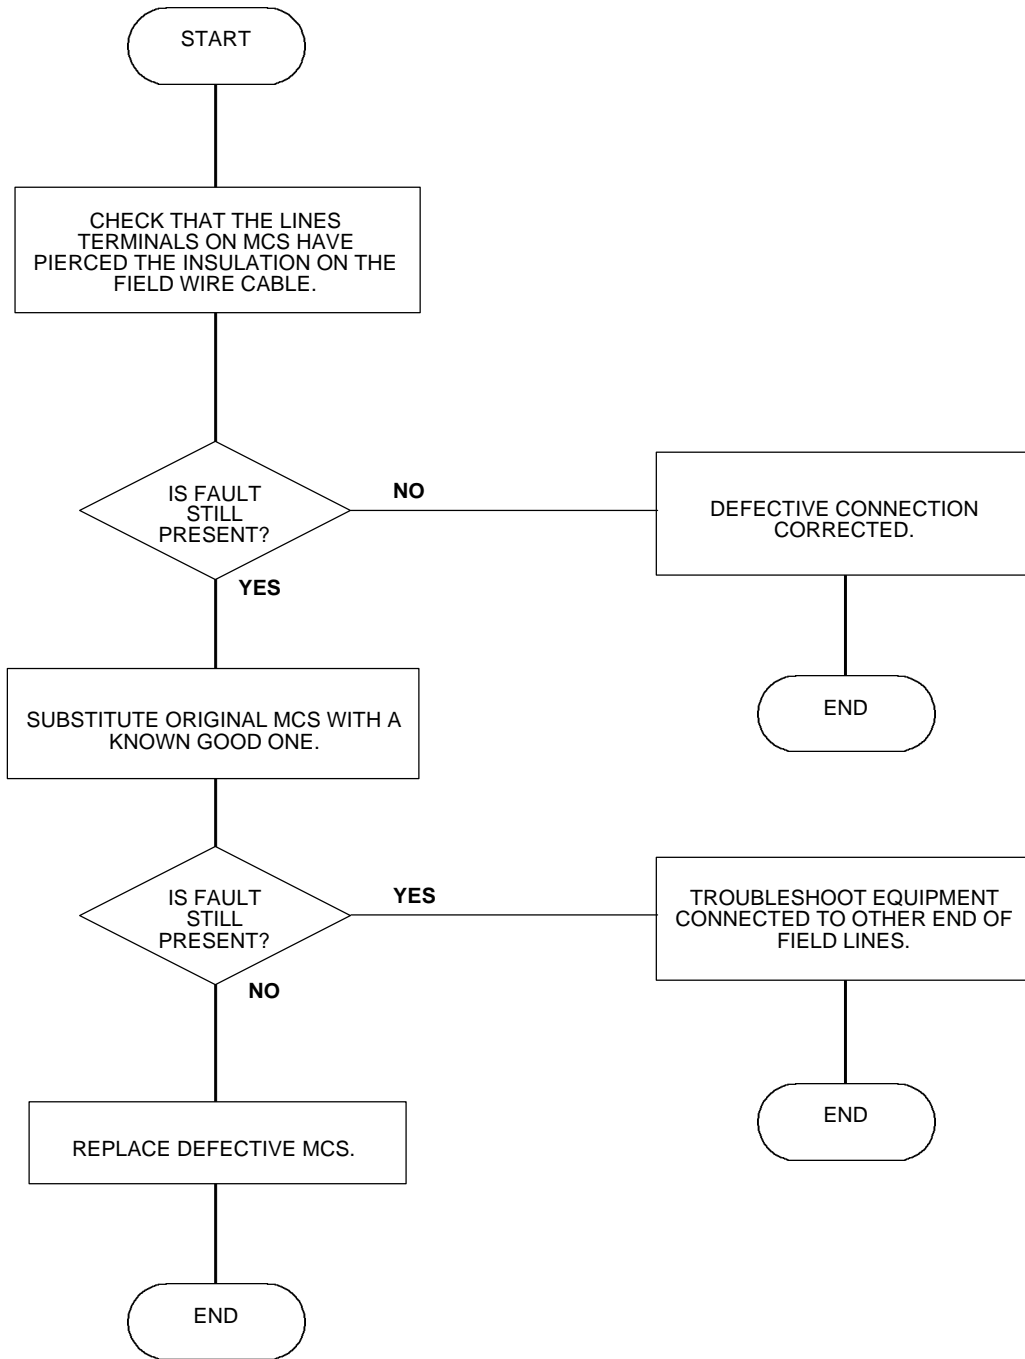 START
CHECK THAT THE LINES
TERMINALS ON MCS HAVE
PIERCED THE INSULATION ON THE
FIELD WIRE CABLE.
IS FAULT
STILL
PRESENT?
NO
DEFECTIVE CONNECTION
CORRECTED.
END
YES
SUBSTITUTE ORIGINAL MCS WITH A
KNOWN GOOD ONE.
IS FAULT
STILL
PRESENT?
YES
TROUBLESHOOT EQUIPMENT
CONNECTED TO OTHER END OF
FIELD LINES.
END
NO
REPLACE DEFECTIVE MCS.
END